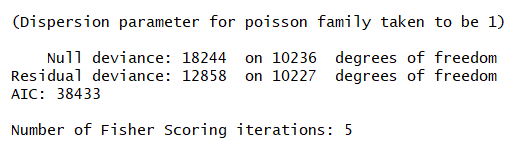 (Dispersion parameter for poisson family taken to be 1)
Null deviance: 18244 on 10236 degrees of freedom
Residual deviance: 12858 on 10227 degrees of freedom
AIC: 38433
Number of Fisher Scoring iterations: 5